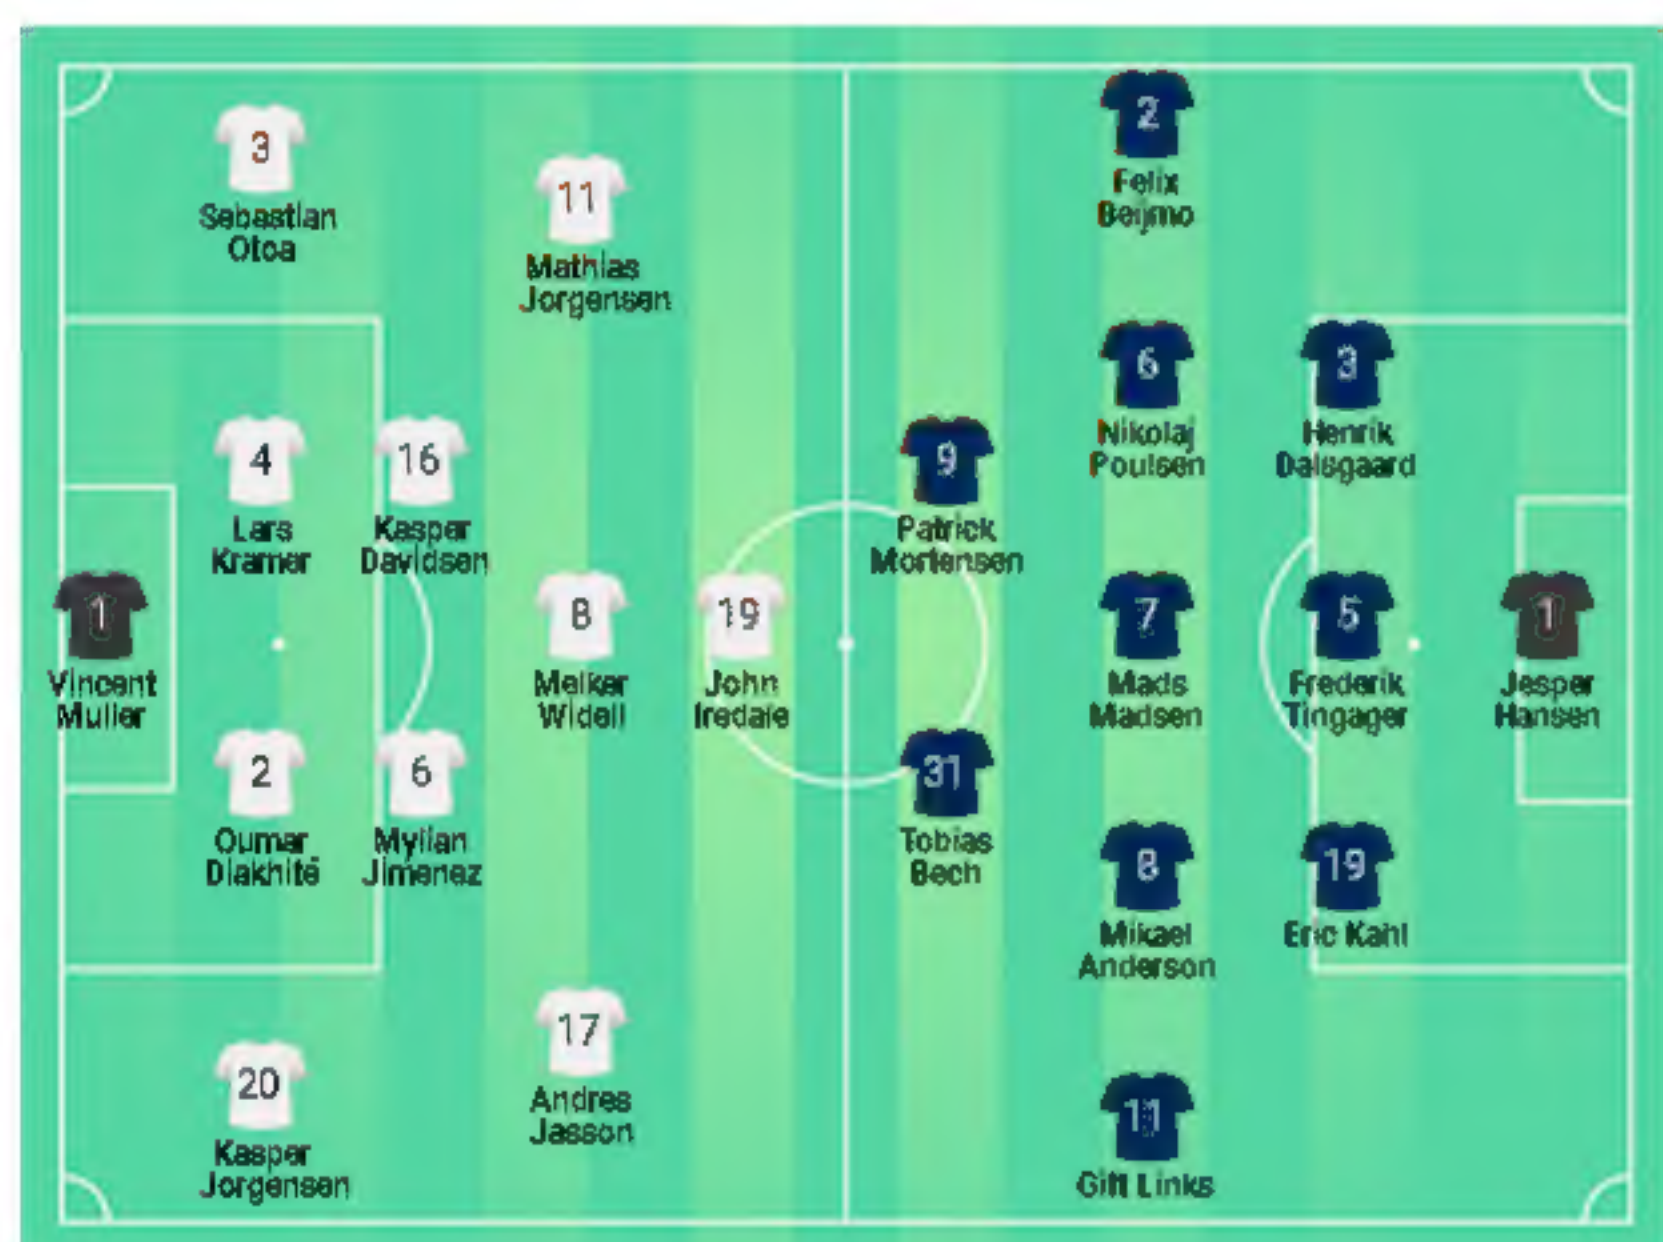 3
Sebastian
Otoa
11
Mathias
Jorgensen
4
Lars
Kramer
16
Kasper
Davidsen
1
Vincent
Muller
8
Melker
Widell
19
John
Iredale
2
Oumar
Diakhité
6
Mylian
Jimenez
20
Kasper
Jorgensen
17
Andres
Jasson
2
Felix
Beijmo
6
Nikolaj
Poulsen
3
Henrik
Dalsgaard
9
Patrick
Mortensen
7
Mads
Madsen
5
Frederik
Tingager
1
Jesper
Hansen
31
Tobias
Bech
8
Mikael
Anderson
19
Eric Kahl
11
Gift Links